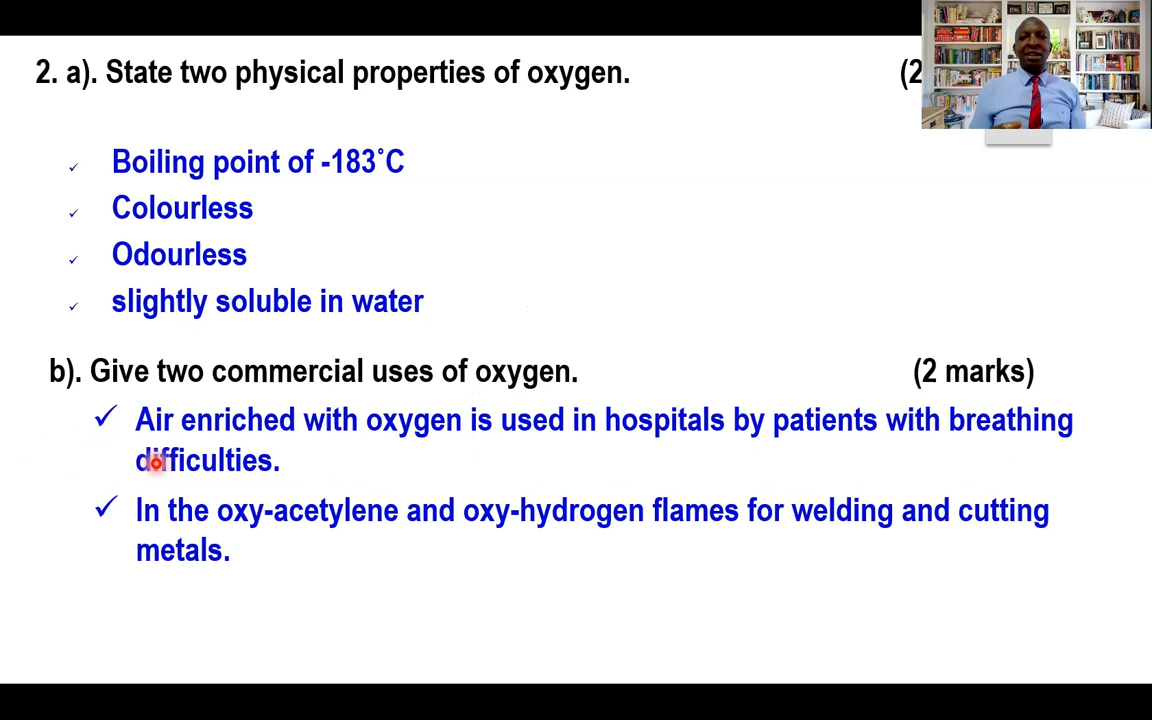 2. a). State two physical properties of oxygen. (2
✓ Boiling point of -183˚C
✓ Colourless
✓ Odourless
✓ slightly soluble in water
b). Give two commercial uses of oxygen. (2 marks)
✓ Air enriched with oxygen is used in hospitals by patients with breathing
difficulties.
✓ In the oxy-acetylene and oxy-hydrogen flames for welding and cutting
metals.